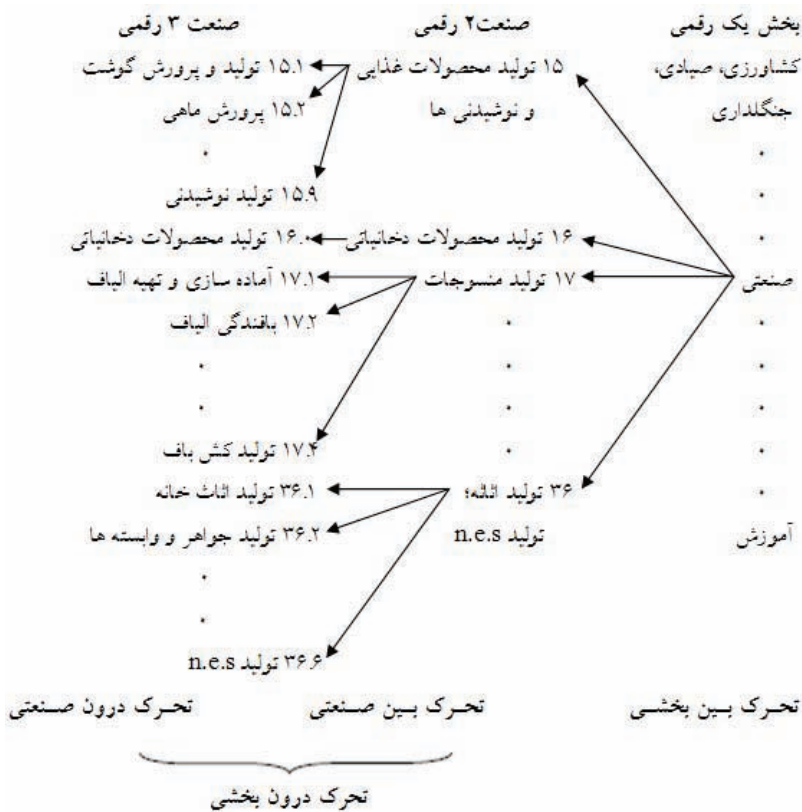 بخش یک رقمی صنعت۲ رقمی صنعت ۳ رقمی
کشاورزی، صیادی، ۱۵ تولید محصولات غذایی ۱۵.۱ تولید و پرورش گوشت
جنگلداری و نوشیدنی ها ۱۵.۲ پرورش ماهی
۱۵.۹ تولید نوشیدنی
۱۶ تولید محصولات دخانیاتی ۱۶.۰ تولید محصولات دخانیاتی
صنعتی ۱۷ تولید منسوجات ۱۷.۱ آماده سازی و تهیه الیاف
۱۷.۲ بافندگی الیاف
۱۷.۴ تولید کش باف
۳۶ تولید اثاثه؛ ۳۶.۱ تولید اثاث خانه
آموزش تولید n.e.s ۳۶.۲ تولید جواهر و وابسته ها
۳۶.۶ تولید n.e.s
تحرک بین بخشی تحرک بین صنعتی تحرک درون صنعتی
تحرک درون بخشی